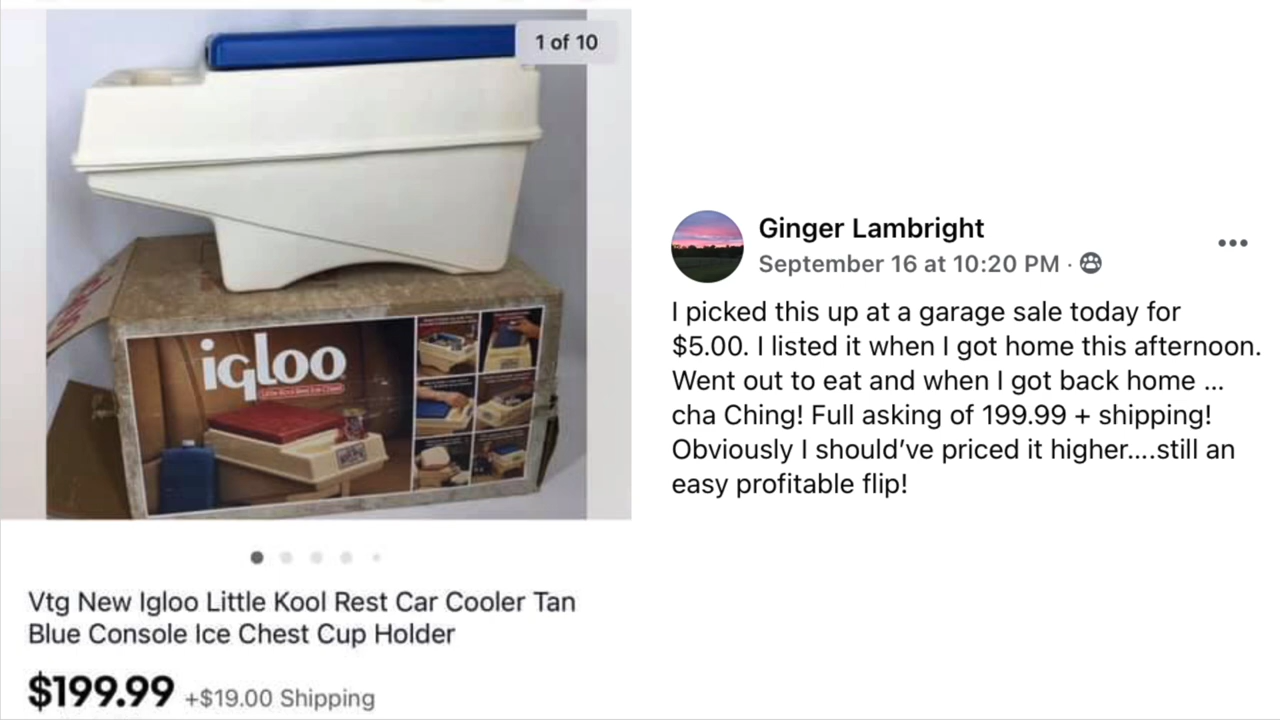 1 of 10
igloo
Vtg New Igloo Little Kool Rest Car Cooler Tan
Blue Console Ice Chest Cup Holder
$199.99 +$19.00 Shipping
Ginger Lambright
September 16 at 10:20 PM ·
I picked this up at a garage sale today for
$5.00. I listed it when I got home this afternoon.
Went out to eat and when I got back home ...
cha Ching! Full asking of 199.99 + shipping!
Obviously I should’ve priced it higher....still an
easy profitable flip!